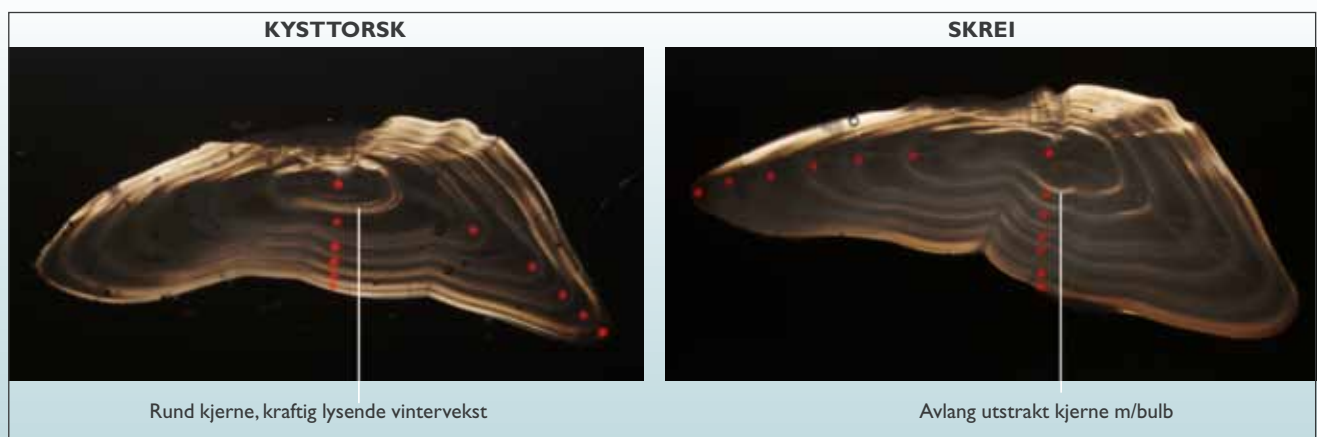 KYSTTORSK
SKREI
Rund kjerne, kraftig lysende vintervekst
Avlang utstrakt kjerne m/bulb